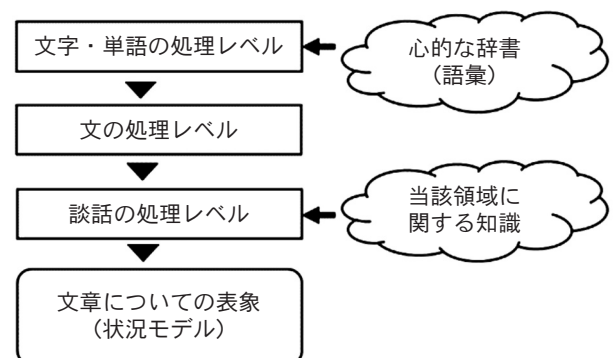 文字・単語の処理レベル
心的な辞書
（語彙）
文の処理レベル
談話の処理レベル
当該領域に
関する知識
文章についての表象
（状況モデル）